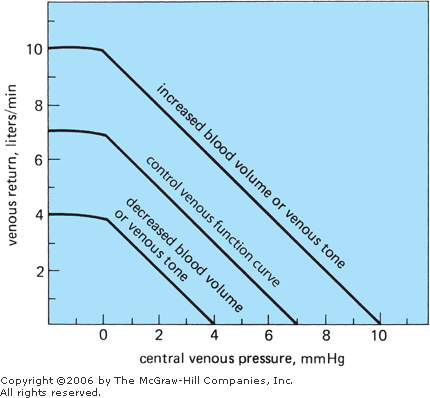 10
8
6
4
2
venous return, liters/min
increased blood volume or venous tone
control venous function curve
decreased blood volume
or venous tone
0
2
4
6
8
10
central venous pressure, mmHg
Copyright ©2006 by The McGraw-Hill Companies, Inc.
All rights reserved.